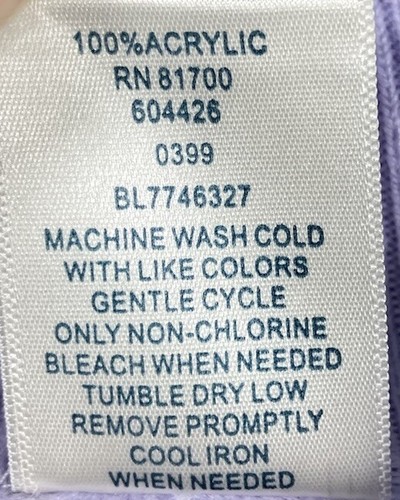 100%ACRYLIC
RN 81700
604426
0399
BL7746327
MACHINE WASH COLD
WITH LIKE COLORS
GENTLE CYCLE
ONLY NON-CHLORINE
BLEACH WHEN NEEDED
TUMBLE DRY LOW
REMOVE PROMPTLY
COOL IRON
WHEN NEEDED